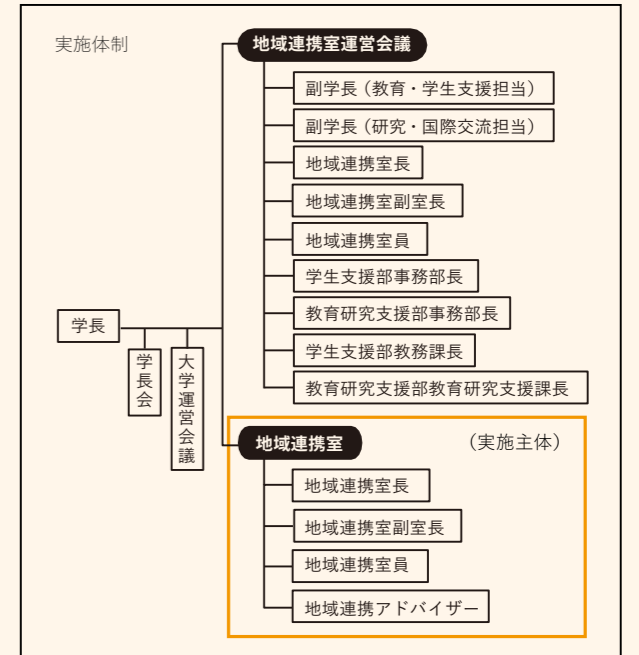 実施体制
地域連携室運営会議
副学長（教育・学生支援担当）
副学長（研究・国際交流担当）
地域連携室長
地域連携室副室長
地域連携室員
学生支援部事務部長
教育研究支援部事務部長
学生支援部教務課長
教育研究支援部教育研究支援課長
学長
学長会
大学運営会議
地域連携室
（実施主体）
地域連携室長
地域連携室副室長
地域連携室員
地域連携アドバイザー